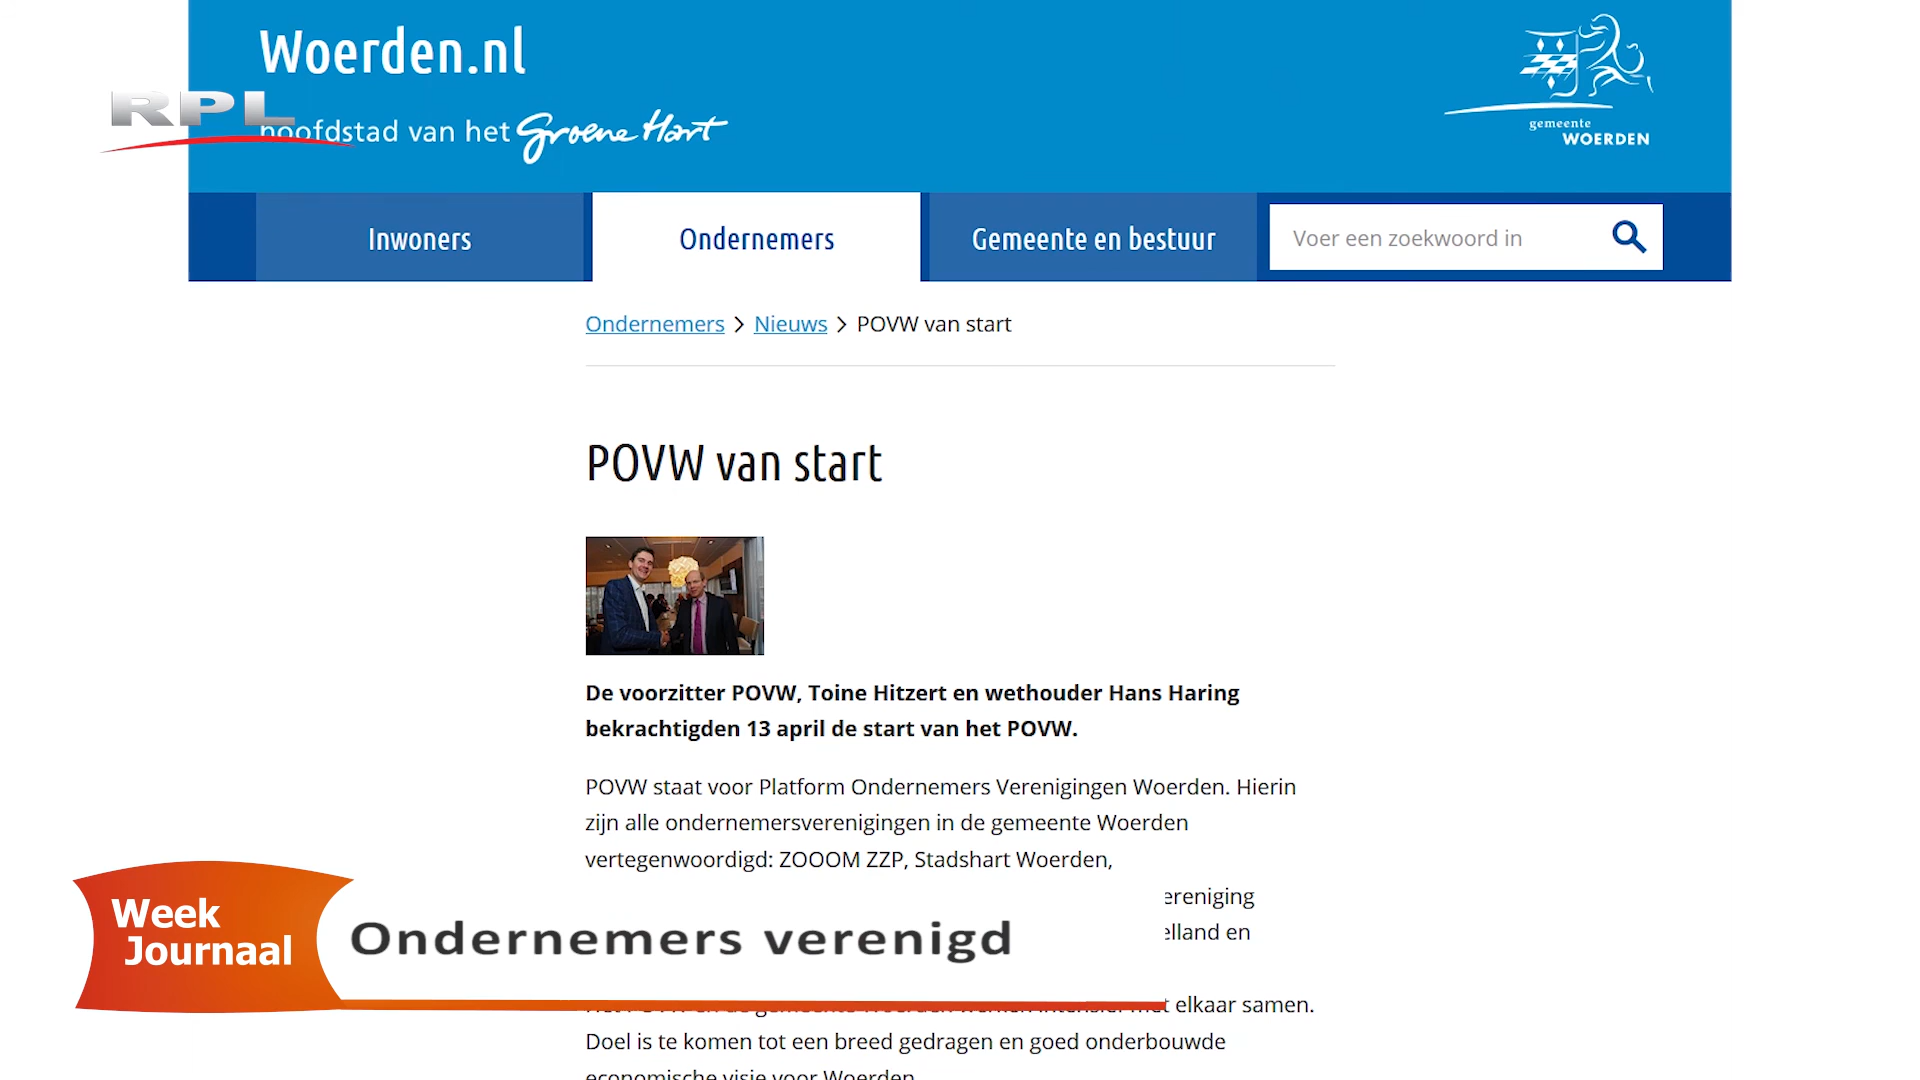 Woerden.nl
RPL
hoofdstad van het Groene Hart
gemeente
WOERDEN
Inwoners
Ondernemers
Gemeente en bestuur
Voer een zoekwoord in
Ondernemers > Nieuws > POVW van start
POVW van start
De voorzitter POVW, Toine Hitzert en wethouder Hans Haring
bekrachtigden 13 april de start van het POVW.
POVW staat voor Platform Ondernemers Verenigingen Woerden. Hierin
zijn alle ondernemersverenigingen in de gemeente Woerden
vertegenwoordigd: ZOOOM ZZP, Stadshart Woerden,
ereniging
elland en
Week
Journaal
Ondernemers verenigd
elkaar samen.
Doel is te komen tot een breed gedragen en goed onderbouwde
economische visie voor Woerden